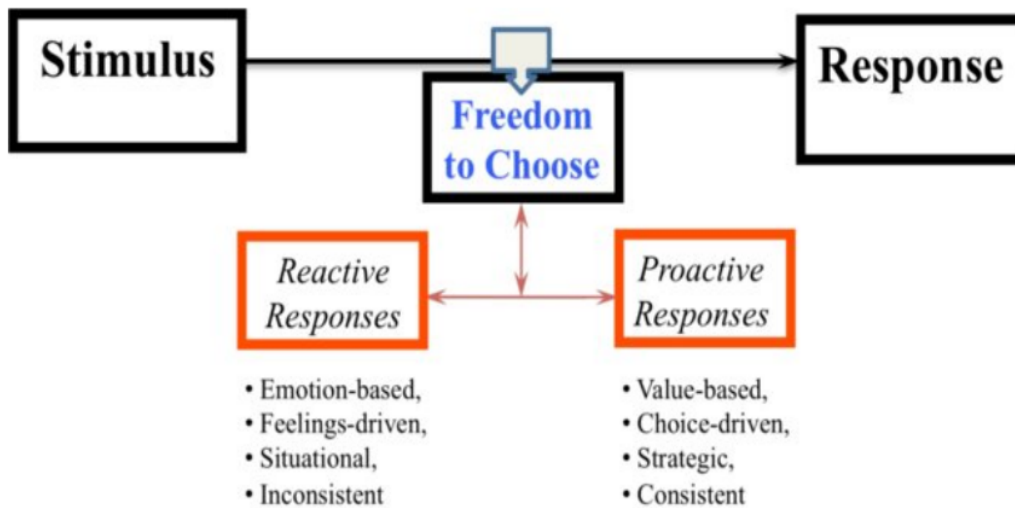 Stimulus
Response
Freedom
to Choose
Reactive
Responses
Proactive
Responses
• Emotion-based,
• Feelings-driven,
• Situational,
• Inconsistent
• Value-based,
• Choice-driven,
• Strategic,
• Consistent